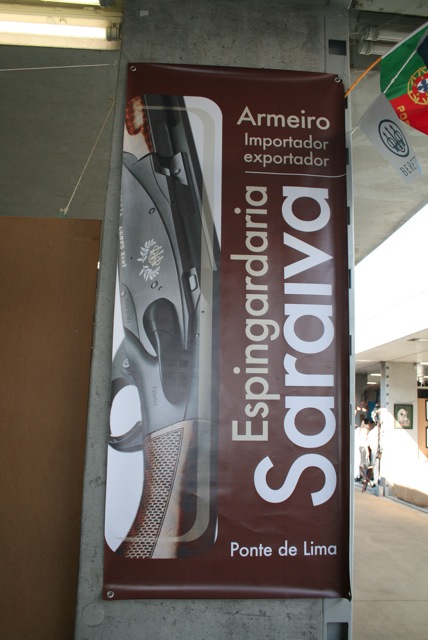 Armeiro
Importador
exportador
Espingardaria
Saraiva
Ponte de Lima